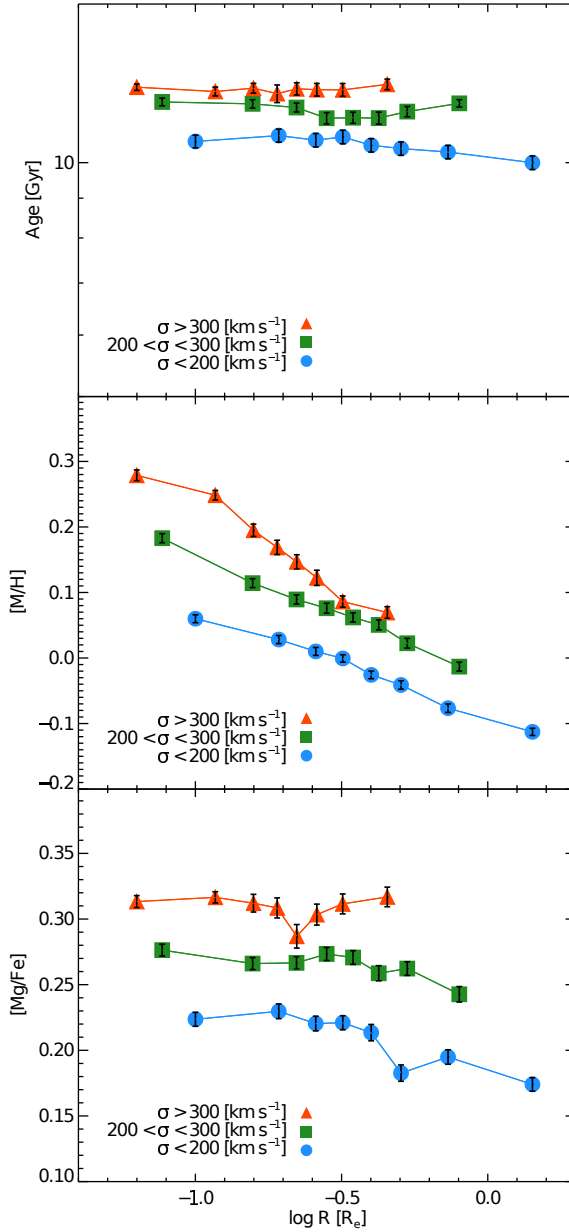 Age [Gyr]
10
σ > 300 [km s⁻¹]
200 < σ < 300 [km s⁻¹]
σ < 200 [km s⁻¹]
[M/H]
0.3
0.2
0.1
0.0
−0.1
−0.2
σ > 300 [km s⁻¹]
200 < σ < 300 [km s⁻¹]
σ < 200 [km s⁻¹]
[Mg/Fe]
0.35
0.30
0.25
0.20
0.15
0.10
σ > 300 [km s⁻¹]
200 < σ < 300 [km s⁻¹]
σ < 200 [km s⁻¹]
−1.0 −0.5 0.0
log R [Rₑ]